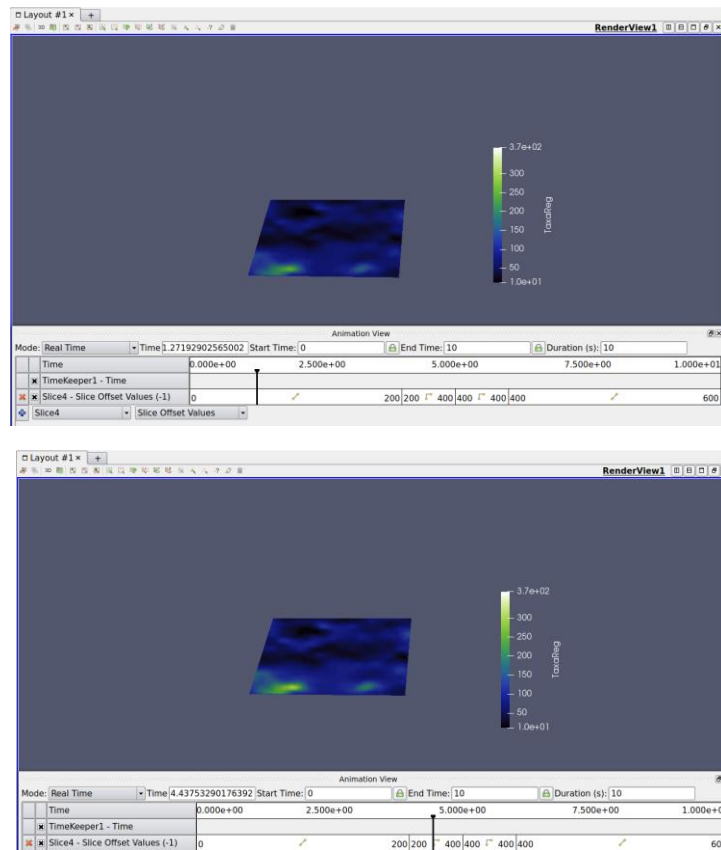 Layout #1 × +
3D RenderView1
3.7e+02
300
250
200
150
100
50
1.0e+01
TaxaReg
Animation View
Mode: Real Time Time 1.27192902565002 Start Time: 0 End Time: 10 Duration (s): 10
Time 0.000e+00 2.500e+00 5.000e+00 7.500e+00 1.000e+01
TimeKeeper1 - Time
Slice4 - Slice Offset Values (-1) 0 200 200 400 400 400 400 600
Slice4 Slice Offset Values
Layout #1 × +
3D RenderView1
3.7e+02
300
250
200
150
100
50
1.0e+01
TaxaReg
Animation View
Mode: Real Time Time 4.43753290176392 Start Time: 0 End Time: 10 Duration (s): 10
Time 0.000e+00 2.500e+00 5.000e+00 7.500e+00 1.000e+0
TimeKeeper1 - Time
Slice4 - Slice Offset Values (-1) 0 200 200 400 400 400 400 60